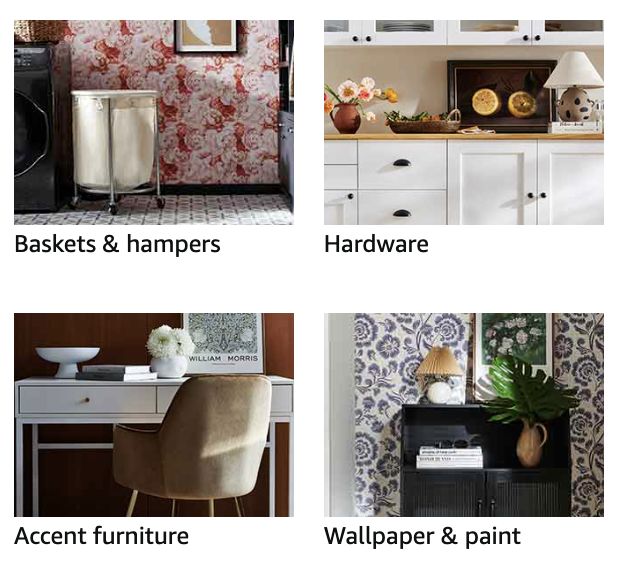 Baskets & hampers
Hardware
WILLIAM MORRIS
Accent furniture
Wallpaper & paint